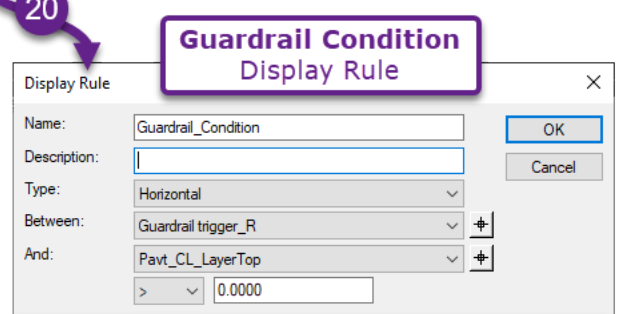 20
Guardrail Condition
Display Rule
Display Rule
Name: Guardrail_Condition
OK
Description:
Cancel
Type: Horizontal
Between: Guardrail trigger_R
And: Pavt_CL_LayerTop
> 0.0000